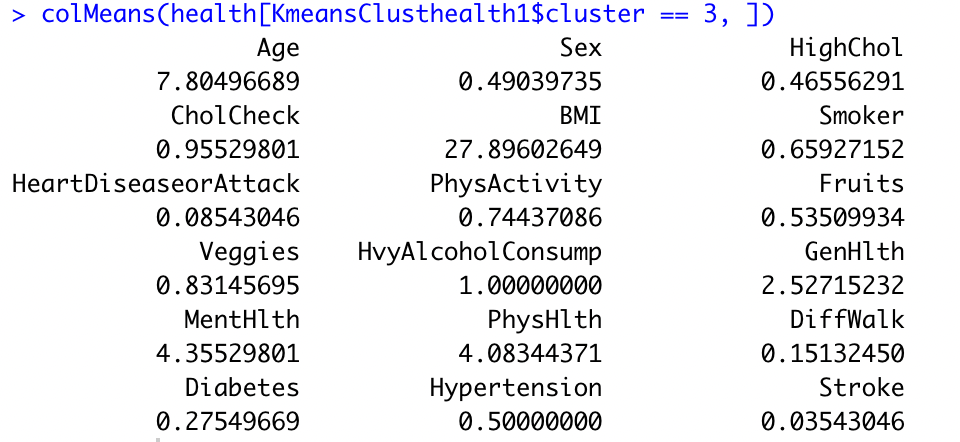 > colMeans(health[KmeansClusthealth1$cluster == 3, ])
Age Sex HighChol
7.80496689 0.49039735 0.46556291
CholCheck BMI Smoker
0.95529801 27.89602649 0.65927152
HeartDiseaseorAttack PhysActivity Fruits
0.08543046 0.74437086 0.53509934
Veggies HvyAlcoholConsump GenHlth
0.83145695 1.00000000 2.52715232
MentHlth PhysHlth DiffWalk
4.35529801 4.08344371 0.15132450
Diabetes Hypertension Stroke
0.27549669 0.50000000 0.03543046